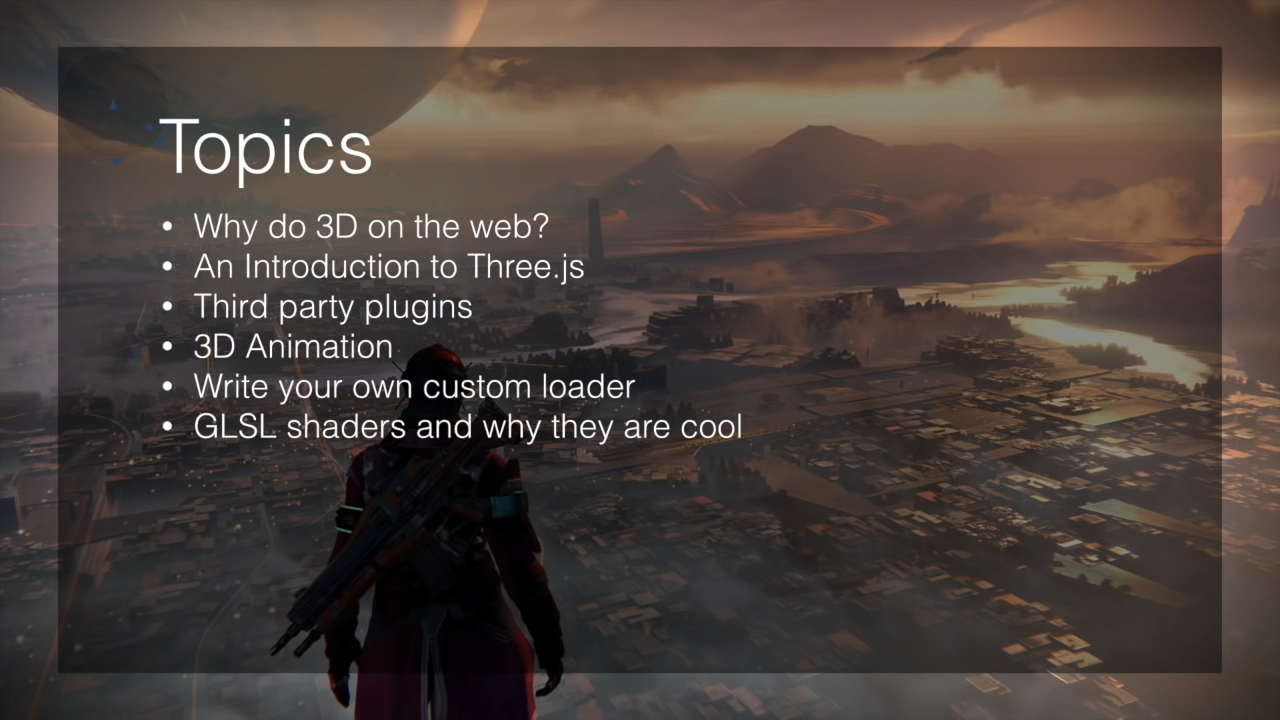 Topics
• Why do 3D on the web?
• An Introduction to Three.js
• Third party plugins
• 3D Animation
• Write your own custom loader
• GLSL shaders and why they are cool